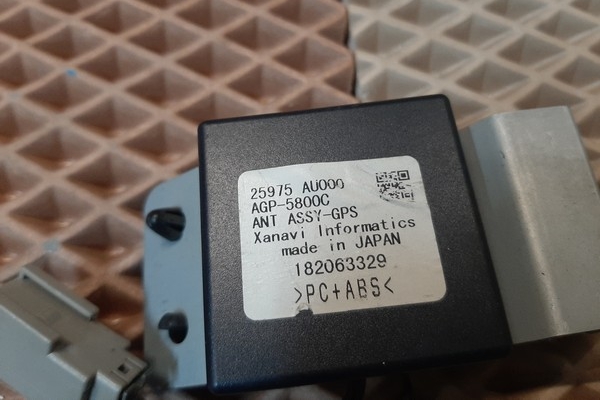 25975 AU000
AGP-5800C
ANT ASSY-GPS
Xanavi Informatics
made in JAPAN
182063329
>PC+ABS<